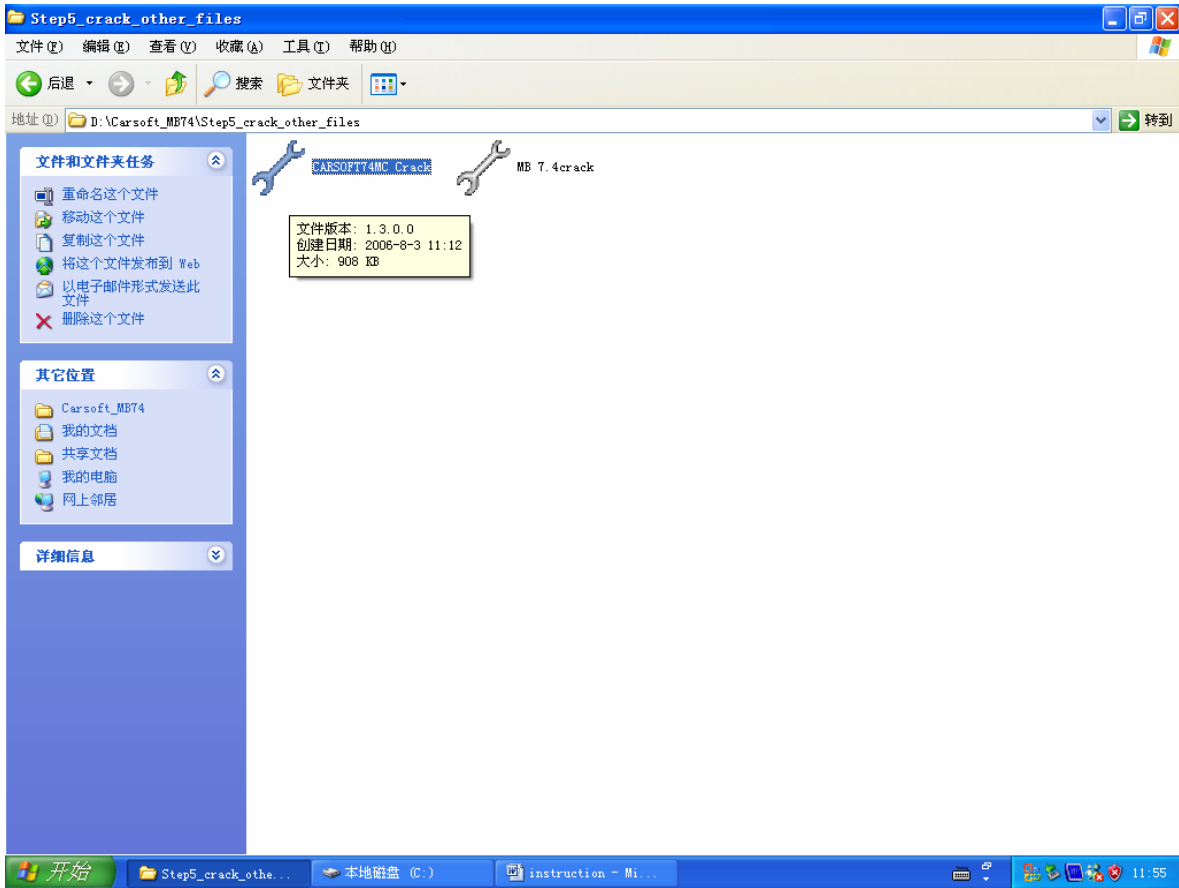 Step5_crack_other_files
文件(F) 编辑(E) 查看(V) 收藏(A) 工具(T) 帮助(H)
后退 搜索 文件夹
地址(D) D:\Carsoft_MB74\Step5_crack_other_files 转到
文件和文件夹任务
重命名这个文件
移动这个文件
复制这个文件
将这个文件发布到 Web
以电子邮件形式发送此
文件
删除这个文件
其它位置
Carsoft_MB74
我的文档
共享文档
我的电脑
网上邻居
详细信息
CARSOFT74MC Crack MB 7.4crack
文件版本: 1.3.0.0
创建日期: 2006-8-3 11:12
大小: 908 KB
开始 Step5_crack_othe... 本地磁盘 (C:) instruction - Mi... 11:55